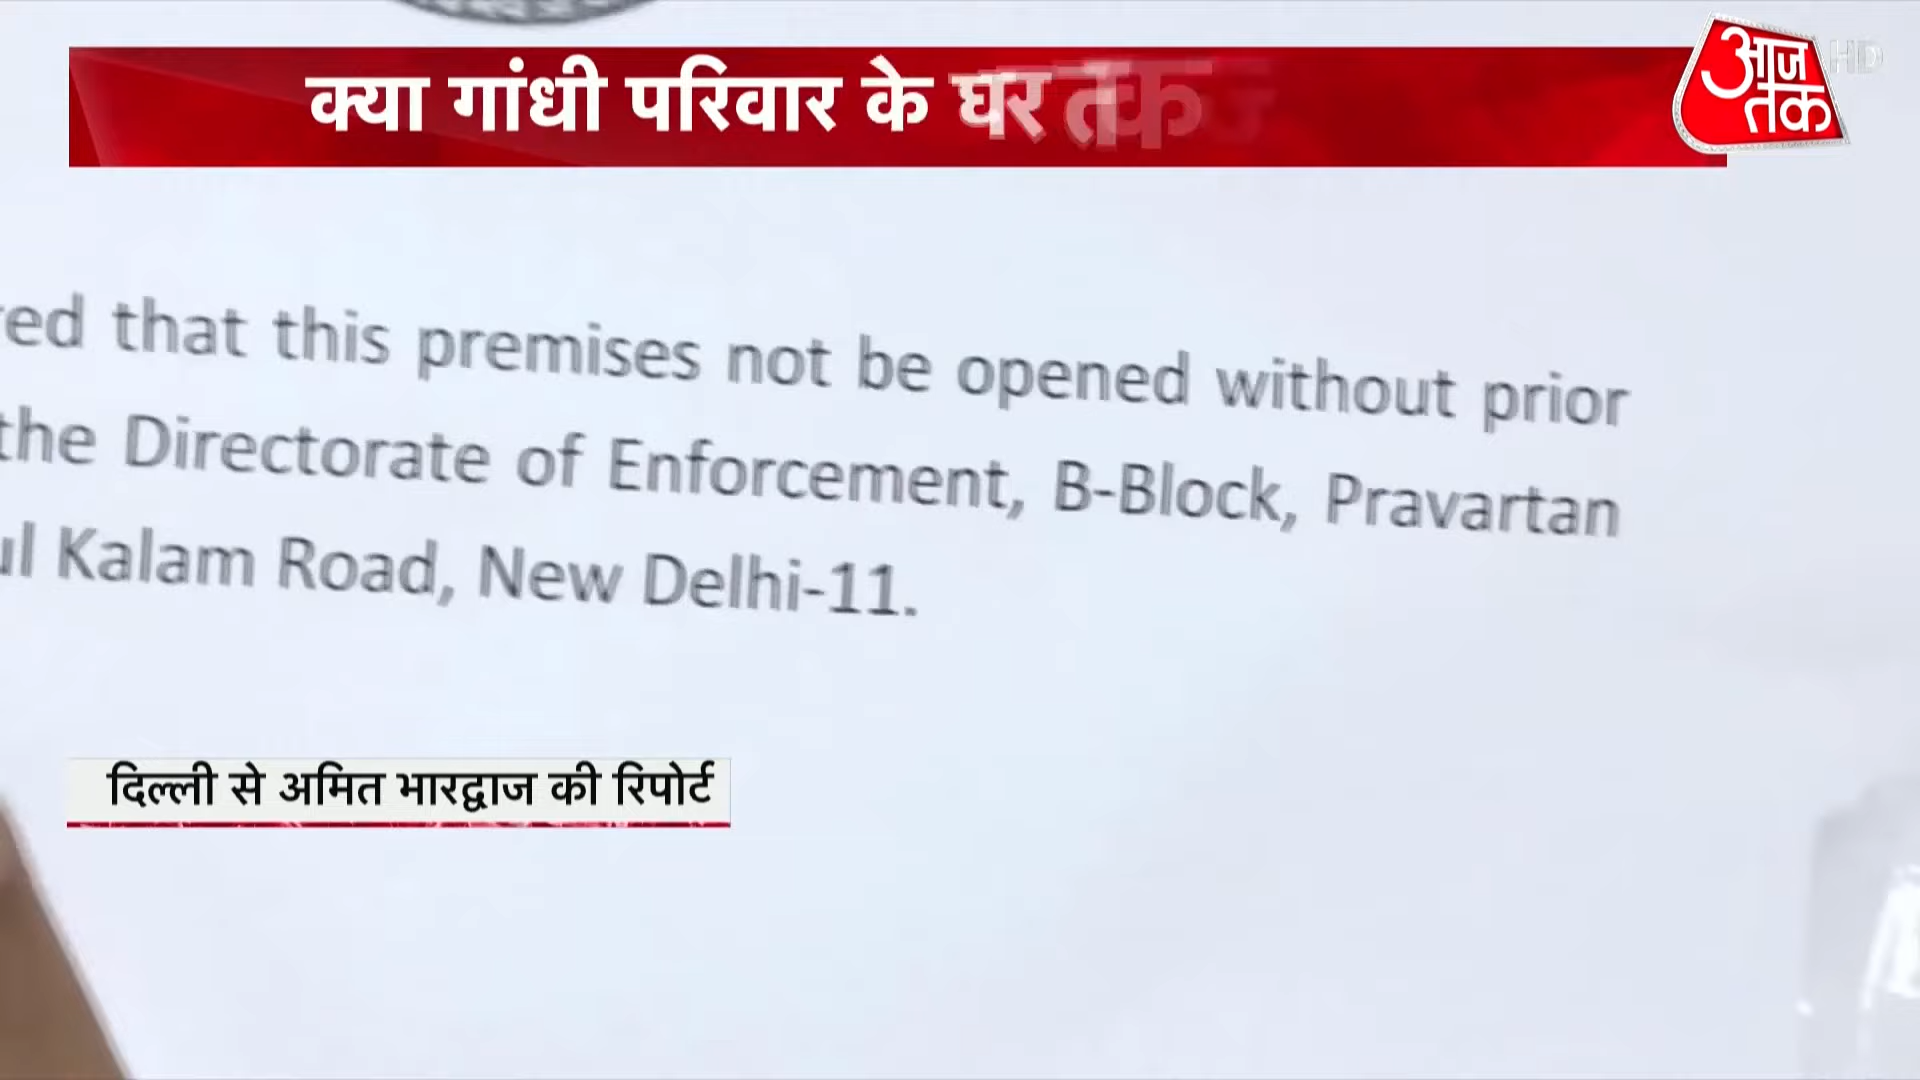 क्या गांधी परिवार के घर तक
आज
तक
HD
that this premises not be opened without prior
the Directorate of Enforcement, B-Block, Pravartan
Kalam Road, New Delhi-11.
दिल्ली से अमित भारद्वाज की रिपोर्ट